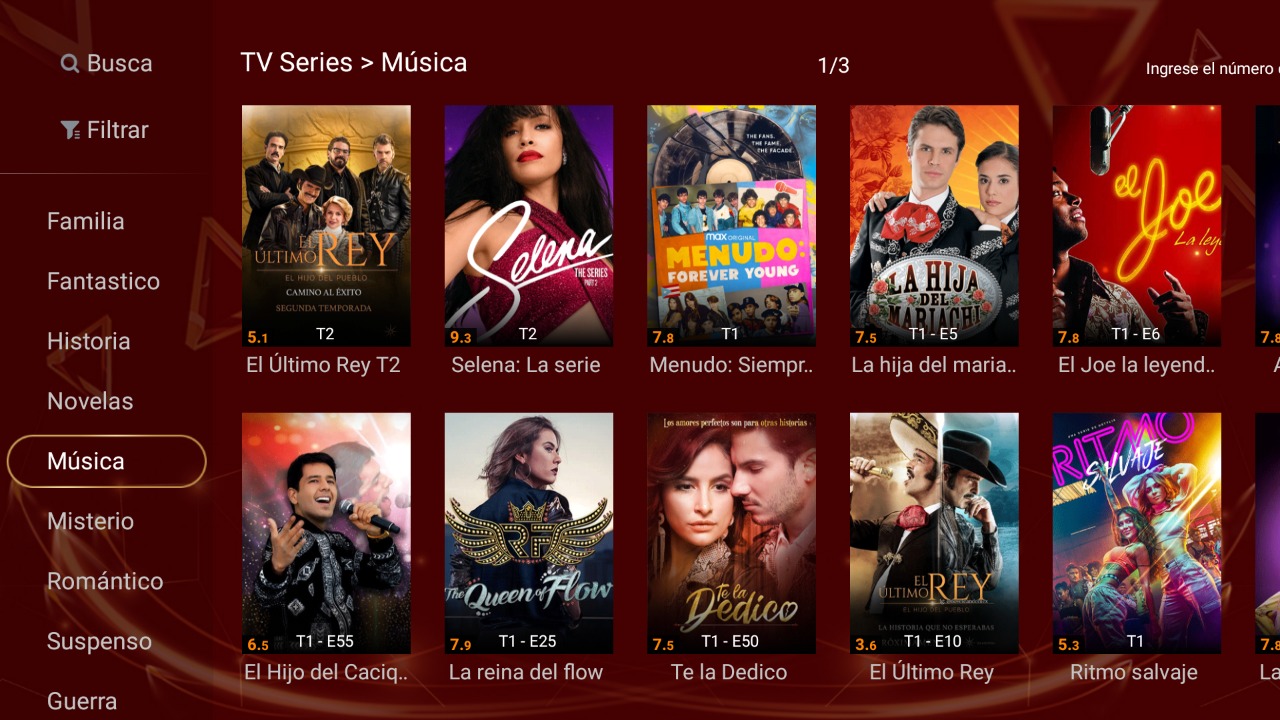 Busca
Filtrar
Familia
Fantastico
Historia
Novelas
Música
Misterio
Romántico
Suspenso
Guerra
TV Series > Música
1/3
Ingrese el número
EL
ÚLTIMO REY
EL HIJO DEL PUEBLO
CAMINO AL ÉXITO
SEGUNDA TEMPORADA
5.1
T2
El Último Rey T2
Selena
THE SERIES
PART 2
9.3
T2
Selena: La serie
THE FANS.
THE FAME.
THE FACADE.
max ORIGINAL
MENUDO:
FOREVER YOUNG
7.8
T1
Menudo: Siempr..
LA HIJA
DEL
MARIACHI
7.5
T1 - E5
La hija del maria..
el Joe
La leye
7.8
T1 - E6
El Joe la leyend..
7.8
A
6.5
T1 - E55
El Hijo del Caciq..
RF
The Queen of Flow
7.9
T1 - E25
La reina del flow
Los amores perfectos son para otras historias
Te la
Dedico
7.5
T1 - E50
Te la Dedico
EL
ÚLTIMO REY
EL HIJO DEL PUEBLO
LA HISTORIA QUE NO ESPERABAS
3.6
T1 - E10
El Último Rey
UNA SERIE DE NETFLIX
RITMO
SALVAJE
5.3
T1
Ritmo salvaje
7.8
La